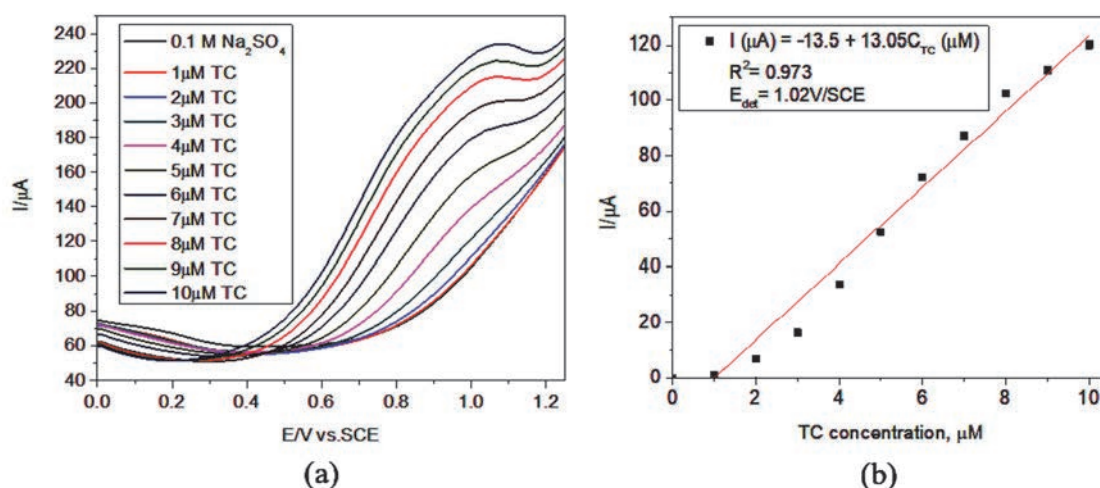 240
220
200
180
160
140
120
100
80
60
40
I/μA
0.1 M Na₂SO₄
1μM TC
2μM TC
3μM TC
4μM TC
5μM TC
6μM TC
7μM TC
8μM TC
9μM TC
10μM TC
0.0 0.2 0.4 0.6 0.8 1.0 1.2
E/V vs.SCE
(a)
120
100
80
60
40
20
0
I/μA
I (μA) = -13.5 + 13.05C_TC (μM)
R²= 0.973
E_det= 1.02V/SCE
2 4 6 8 10
TC concentration, μM
(b)